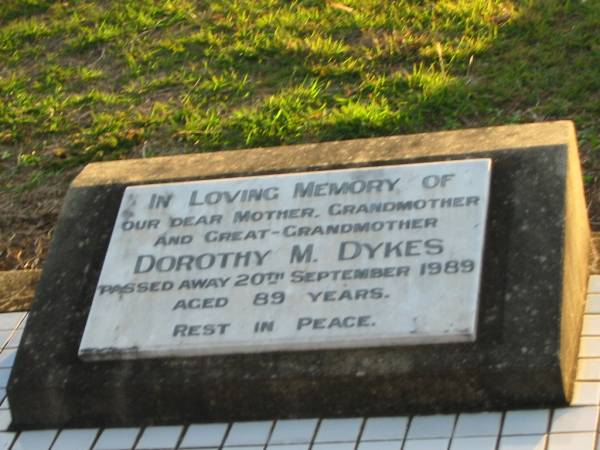 In Loving Memory of
our dear Mother, Grandmother
and Great-Grandmother
Dorothy M. Dykes
passed away 20th September 1989
aged 89 years.
Rest in Peace.